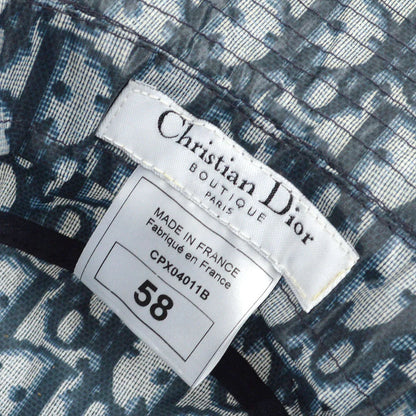 Christian Dior
BOUTIQUE
PARIS
MADE IN FRANCE
Fabriqué en France
CPX04011B
58